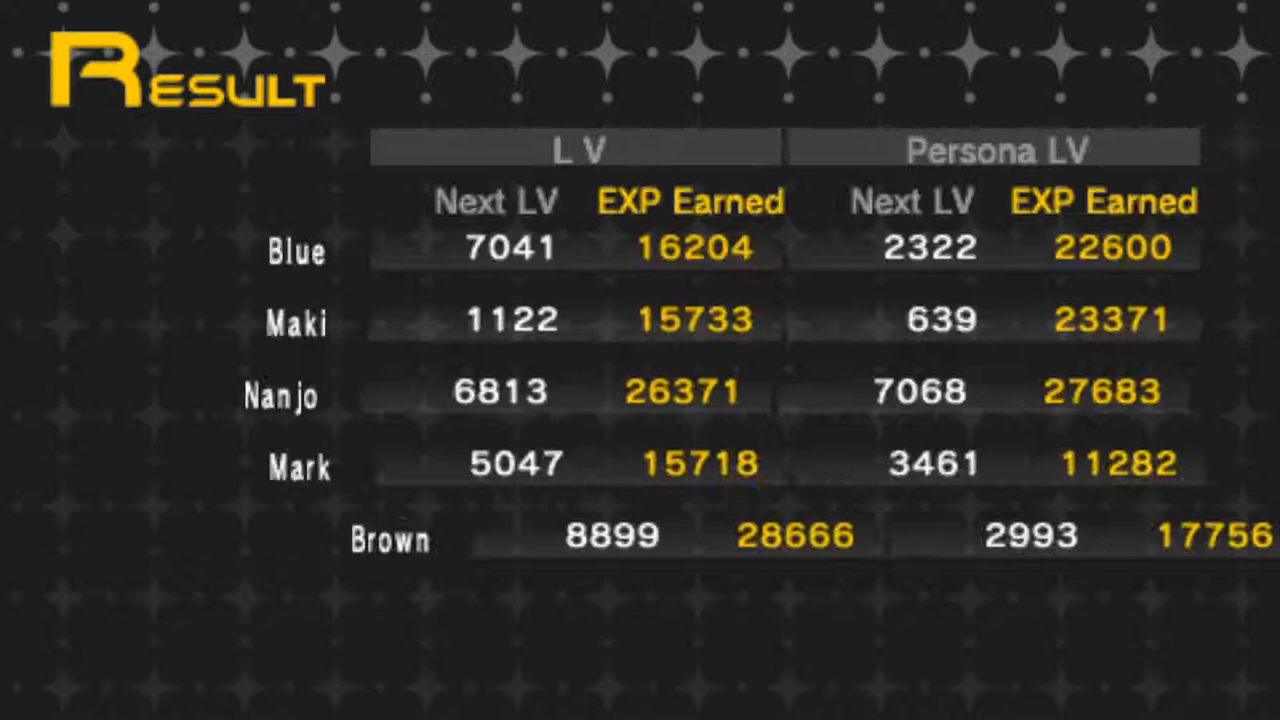 RESULT
LV Persona LV
Next LV EXP Earned Next LV EXP Earned
Blue 7041 16204 2322 22600
Maki 1122 15733 639 23371
Nanjo 6813 26371 7068 27683
Mark 5047 15718 3461 11282
Brown 8899 28666 2993 17756